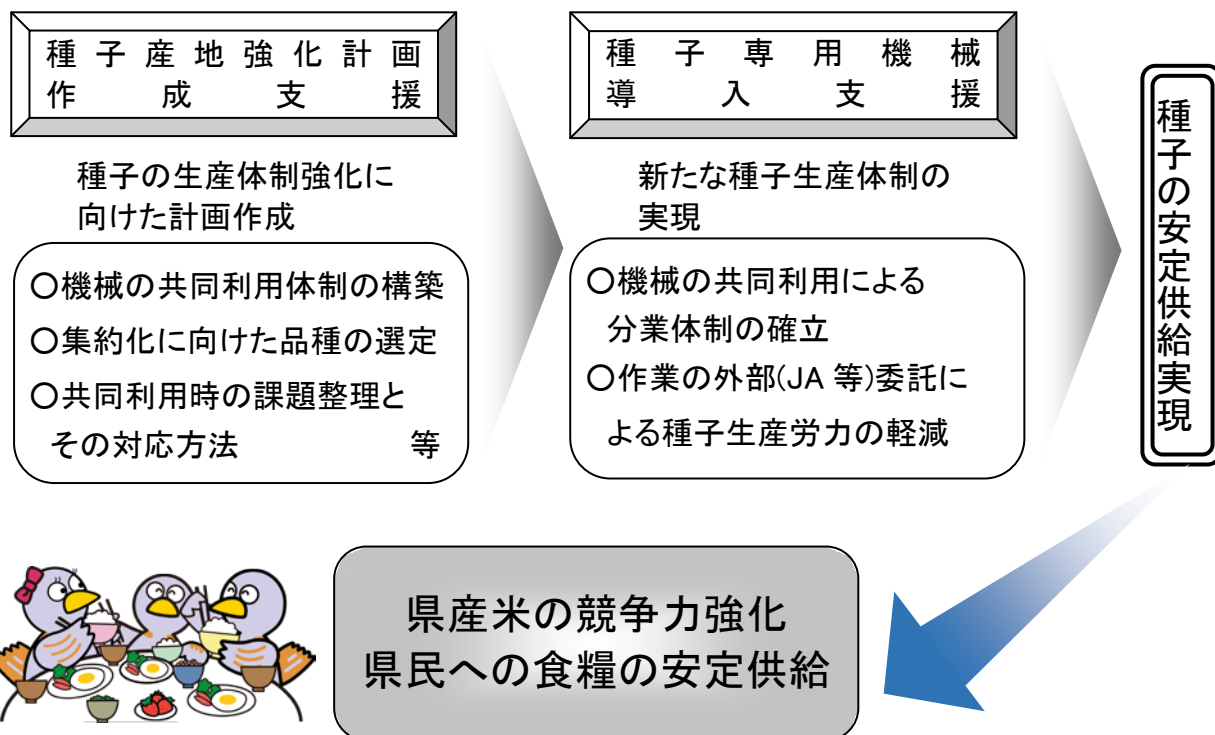 種子産地強化計画
作成支援
種子の生産体制強化に
向けた計画作成
〇機械の共同利用体制の構築
〇集約化に向けた品種の選定
〇共同利用時の課題整理と
その対応方法 等
種子専用機械
導入支援
新たな種子生産体制の
実現
〇機械の共同利用による
分業体制の確立
〇作業の外部(JA 等)委託に
よる種子生産労力の軽減
種子の安定供給実現
県産米の競争力強化
県民への食糧の安定供給